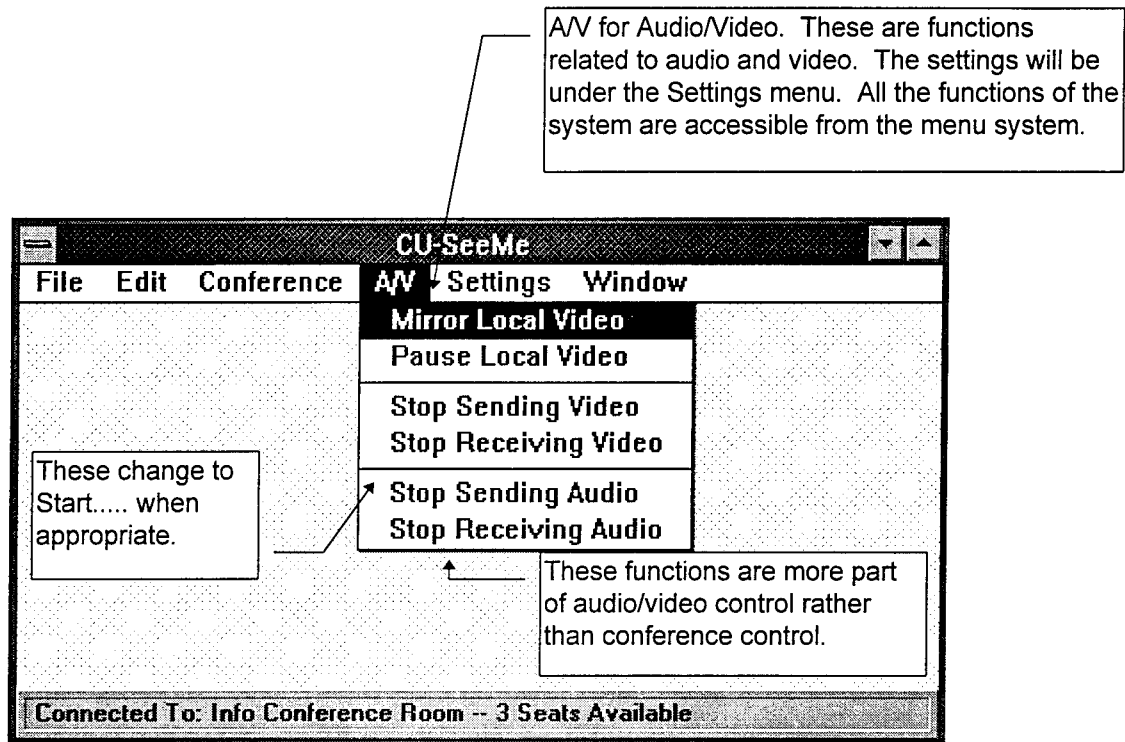 A/V for Audio/Video. These are functions
related to audio and video. The settings will be
under the Settings menu. All the functions of the
system are accessible from the menu system.
CU-SeeMe
File Edit Conference A/V Settings Window
Mirror Local Video
Pause Local Video
Stop Sending Video
Stop Receiving Video
Stop Sending Audio
Stop Receiving Audio
These change to
Start..... when
appropriate.
These functions are more part
of audio/video control rather
than conference control.
Connected To: Info Conference Room -- 3 Seats Available